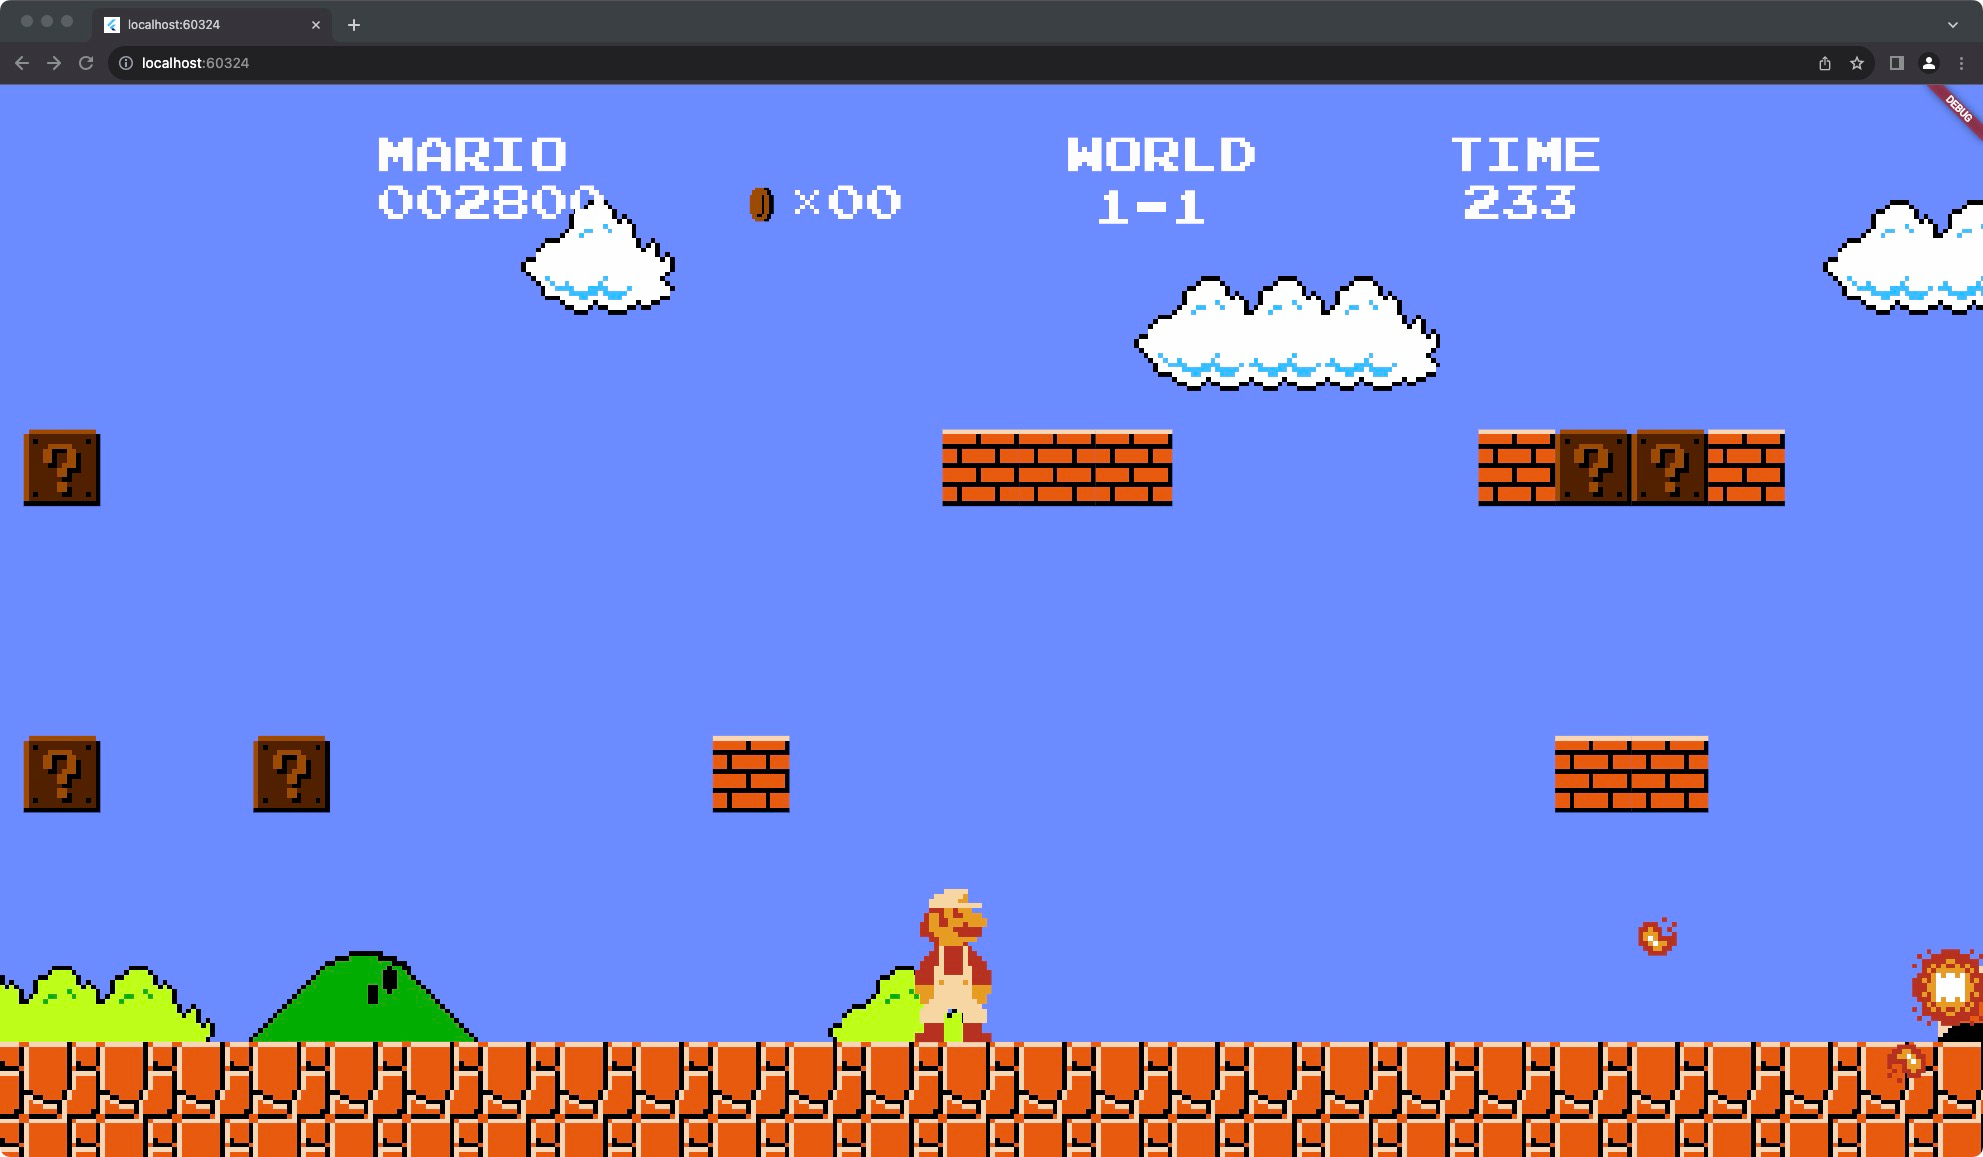 localhost:60324
localhost:60324
DEBUG
MARIO WORLD TIME
002800 ×00 1-1 233
? ? ?
? ?